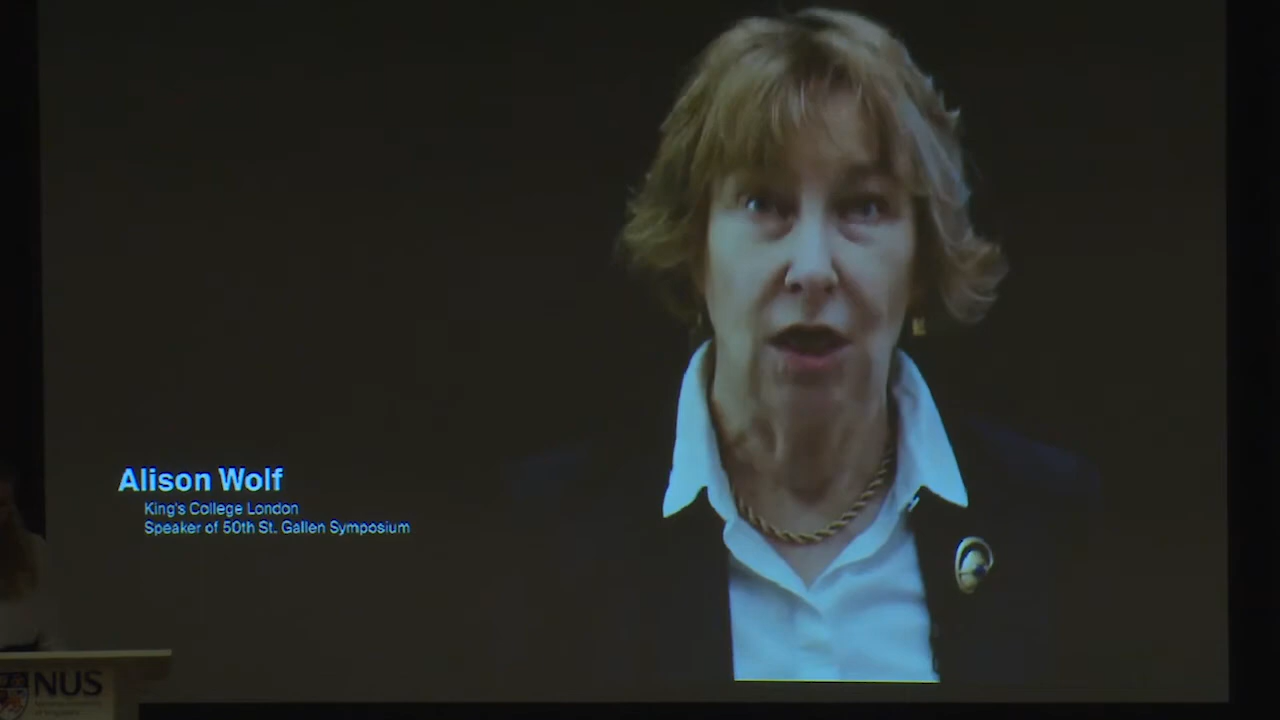 Alison Wolf
King's College London
Speaker of 50th St. Gallen Symposium
NUS